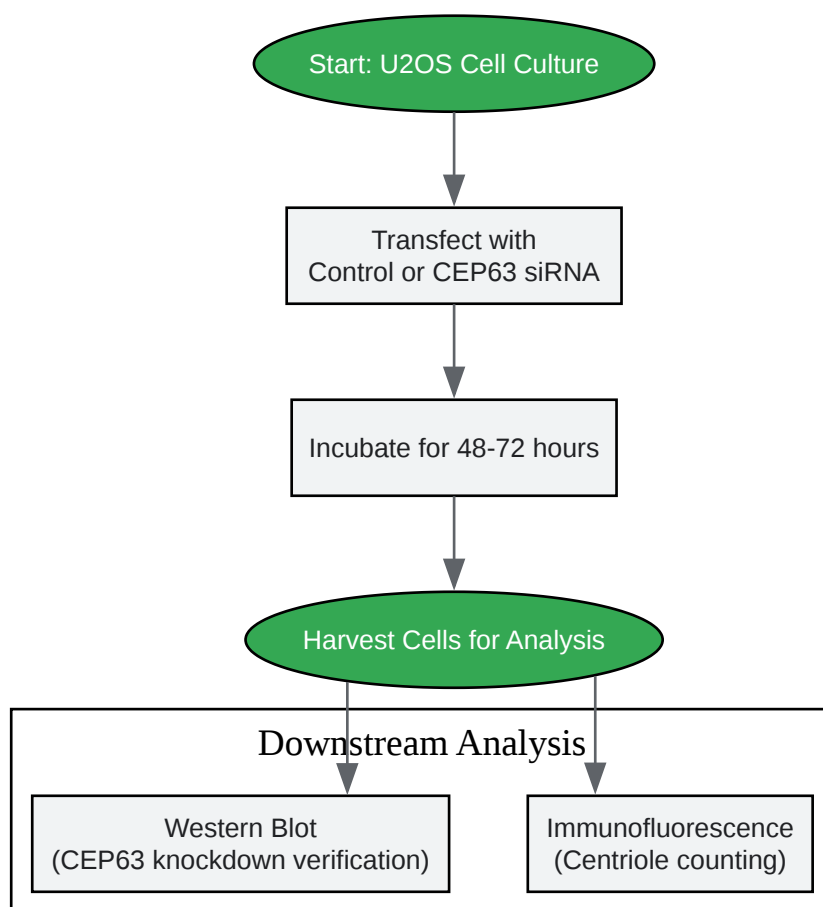 Start: U2OS Cell Culture
Transfect with
Control or CEP63 siRNA
Incubate for 48-72 hours
Harvest Cells for Analysis
Downstream Analysis
Western Blot
(CEP63 knockdown verification)
Immunofluorescence
(Centriole counting)